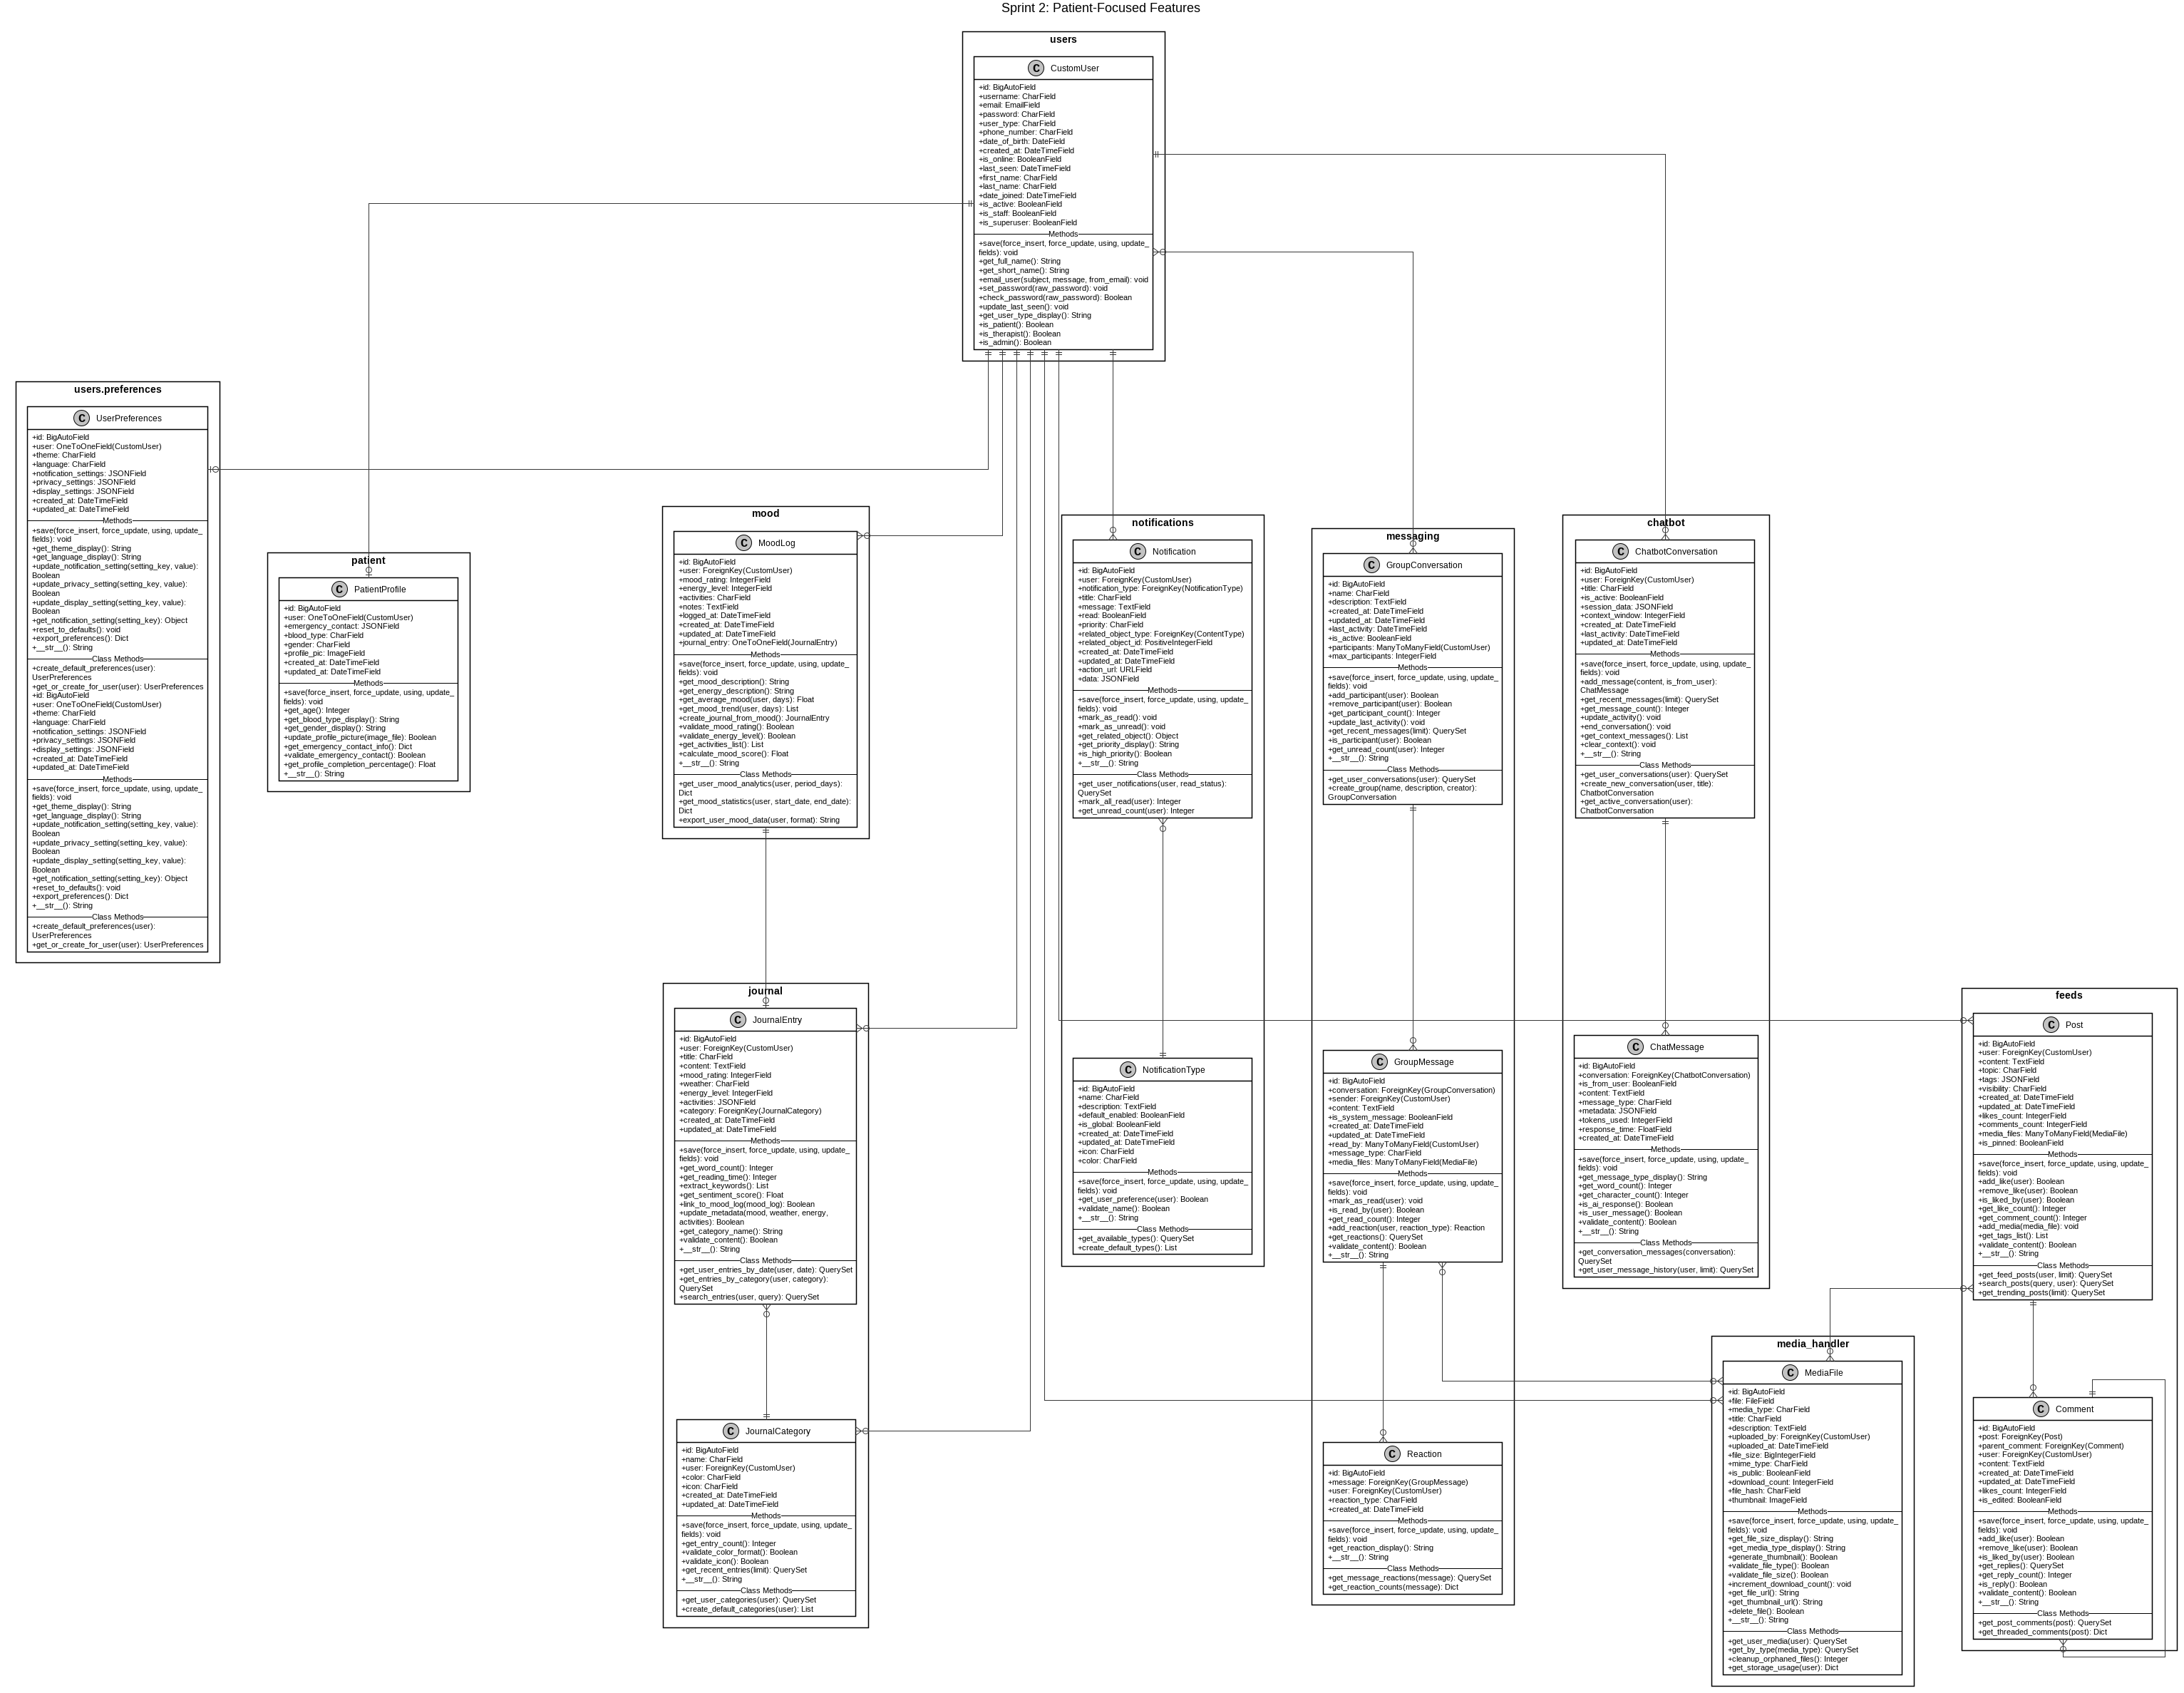 Sprint 2: Patient-Focused Features
users
C CustomUser
+id: BigAutoField
+username: CharField
+email: EmailField
+password: CharField
+user_type: CharField
+phone_number: CharField
+date_of_birth: DateField
+created_at: DateTimeField
+is_online: BooleanField
+last_seen: DateTimeField
+first_name: CharField
+last_name: CharField
+date_joined: DateTimeField
+is_active: BooleanField
+is_staff: BooleanField
+is_superuser: BooleanField
Methods
+save(force_insert, force_update, using, update_
fields): void
+get_full_name(): String
+get_short_name(): String
+email_user(subject, message, from_email): void
+set_password(raw_password): void
+check_password(raw_password): Boolean
+update_last_seen(): void
+get_user_type_display(): String
+is_patient(): Boolean
+is_therapist(): Boolean
+is_admin(): Boolean
users.preferences
C UserPreferences
+id: BigAutoField
+user: OneToOneField(CustomUser)
+theme: CharField
+language: CharField
+notification_settings: JSONField
+privacy_settings: JSONField
+display_settings: JSONField
+created_at: DateTimeField
+updated_at: DateTimeField
Methods
+save(force_insert, force_update, using, update_
fields): void
+get_theme_display(): String
+get_language_display(): String
+update_notification_setting(setting_key, value):
Boolean
+update_privacy_setting(setting_key, value):
Boolean
+update_display_setting(setting_key, value):
Boolean
+get_notification_setting(setting_key): Object
+reset_to_defaults(): void
+export_preferences(): Dict
+__str__(): String
Class Methods
+create_default_preferences(user):
UserPreferences
+get_or_create_for_user(user): UserPreferences
+id: BigAutoField
+user: OneToOneField(CustomUser)
+theme: CharField
+language: CharField
+notification_settings: JSONField
+privacy_settings: JSONField
+display_settings: JSONField
+created_at: DateTimeField
+updated_at: DateTimeField
Methods
+save(force_insert, force_update, using, update_
fields): void
+get_theme_display(): String
+get_language_display(): String
+update_notification_setting(setting_key, value):
Boolean
+update_privacy_setting(setting_key, value):
Boolean
+update_display_setting(setting_key, value):
Boolean
+get_notification_setting(setting_key): Object
+reset_to_defaults(): void
+export_preferences(): Dict
+__str__(): String
Class Methods
+create_default_preferences(user):
UserPreferences
+get_or_create_for_user(user): UserPreferences
patient
C PatientProfile
+id: BigAutoField
+user: OneToOneField(CustomUser)
+emergency_contact: JSONField
+blood_type: CharField
+gender: CharField
+profile_pic: ImageField
+created_at: DateTimeField
+updated_at: DateTimeField
Methods
+save(force_insert, force_update, using, update_
fields): void
+get_age(): Integer
+get_blood_type_display(): String
+get_gender_display(): String
+update_profile_picture(image_file): Boolean
+get_emergency_contact_info(): Dict
+validate_emergency_contact(): Boolean
+get_profile_completion_percentage(): Float
+__str__(): String
mood
C MoodLog
+id: BigAutoField
+user: ForeignKey(CustomUser)
+mood_rating: IntegerField
+energy_level: IntegerField
+activities: CharField
+notes: TextField
+logged_at: DateTimeField
+created_at: DateTimeField
+updated_at: DateTimeField
+journal_entry: OneToOneField(JournalEntry)
Methods
+save(force_insert, force_update, using, update_
fields): void
+get_mood_description(): String
+get_energy_description(): String
+get_average_mood(user, days): Float
+get_mood_trend(user, days): List
+create_journal_from_mood(): JournalEntry
+validate_mood_rating(): Boolean
+validate_energy_level(): Boolean
+get_activities_list(): List
+calculate_mood_score(): Float
+__str__(): String
Class Methods
+get_user_mood_analytics(user, period_days):
Dict
+get_mood_statistics(user, start_date, end_date):
Dict
+export_user_mood_data(user, format): String
notifications
C Notification
+id: BigAutoField
+user: ForeignKey(CustomUser)
+notification_type: ForeignKey(NotificationType)
+title: CharField
+message: TextField
+read: BooleanField
+priority: CharField
+related_object_type: ForeignKey(ContentType)
+related_object_id: PositiveIntegerField
+created_at: DateTimeField
+updated_at: DateTimeField
+action_url: URLField
+data: JSONField
Methods
+save(force_insert, force_update, using, update_
fields): void
+mark_as_read(): void
+mark_as_unread(): void
+get_related_object(): Object
+get_priority_display(): String
+is_high_priority(): Boolean
+__str__(): String
Class Methods
+get_user_notifications(user, read_status):
QuerySet
+mark_all_read(user): Integer
+get_unread_count(user): Integer
messaging
C GroupConversation
+id: BigAutoField
+name: CharField
+description: TextField
+created_at: DateTimeField
+updated_at: DateTimeField
+last_activity: DateTimeField
+is_active: BooleanField
+participants: ManyToManyField(CustomUser)
+max_participants: IntegerField
Methods
+save(force_insert, force_update, using, update_
fields): void
+add_participant(user): Boolean
+remove_participant(user): Boolean
+get_participant_count(): Integer
+update_last_activity(): void
+get_recent_messages(limit): QuerySet
+is_participant(user): Boolean
+get_unread_count(user): Integer
+__str__(): String
Class Methods
+get_user_conversations(user): QuerySet
+create_group(name, description, creator):
GroupConversation
chatbot
C ChatbotConversation
+id: BigAutoField
+user: ForeignKey(CustomUser)
+title: CharField
+is_active: BooleanField
+session_data: JSONField
+context_window: IntegerField
+created_at: DateTimeField
+last_activity: DateTimeField
+updated_at: DateTimeField
Methods
+save(force_insert, force_update, using, update_
fields): void
+add_message(content, is_from_user):
ChatMessage
+get_recent_messages(limit): QuerySet
+get_message_count(): Integer
+update_activity(): void
+end_conversation(): void
+get_context_messages(): List
+clear_context(): void
+__str__(): String
Class Methods
+get_user_conversations(user): QuerySet
+create_new_conversation(user, title):
ChatbotConversation
+get_active_conversation(user):
ChatbotConversation
journal
C JournalEntry
+id: BigAutoField
+user: ForeignKey(CustomUser)
+title: CharField
+content: TextField
+mood_rating: IntegerField
+weather: CharField
+energy_level: IntegerField
+activities: JSONField
+category: ForeignKey(JournalCategory)
+created_at: DateTimeField
+updated_at: DateTimeField
Methods
+save(force_insert, force_update, using, update_
fields): void
+get_word_count(): Integer
+get_reading_time(): Integer
+extract_keywords(): List
+get_sentiment_score(): Float
+link_to_mood_log(mood_log): Boolean
+update_metadata(mood, weather, energy,
activities): Boolean
+get_category_name(): String
+validate_content(): Boolean
+__str__(): String
Class Methods
+get_user_entries_by_date(user, date): QuerySet
+get_entries_by_category(user, category):
QuerySet
+search_entries(user, query): QuerySet
C JournalCategory
+id: BigAutoField
+name: CharField
+user: ForeignKey(CustomUser)
+color: CharField
+icon: CharField
+created_at: DateTimeField
+updated_at: DateTimeField
Methods
+save(force_insert, force_update, using, update_
fields): void
+get_entry_count(): Integer
+validate_color_format(): Boolean
+validate_icon(): Boolean
+get_recent_entries(limit): QuerySet
+__str__(): String
Class Methods
+get_user_categories(user): QuerySet
+create_default_categories(user): List
C NotificationType
+id: BigAutoField
+name: CharField
+description: TextField
+default_enabled: BooleanField
+is_global: BooleanField
+created_at: DateTimeField
+updated_at: DateTimeField
+icon: CharField
+color: CharField
Methods
+save(force_insert, force_update, using, update_
fields): void
+get_user_preference(user): Boolean
+validate_name(): Boolean
+__str__(): String
Class Methods
+get_available_types(): QuerySet
+create_default_types(): List
C GroupMessage
+id: BigAutoField
+conversation: ForeignKey(GroupConversation)
+sender: ForeignKey(CustomUser)
+content: TextField
+is_system_message: BooleanField
+created_at: DateTimeField
+updated_at: DateTimeField
+read_by: ManyToManyField(CustomUser)
+message_type: CharField
+media_files: ManyToManyField(MediaFile)
Methods
+save(force_insert, force_update, using, update_
fields): void
+mark_as_read(user): void
+is_read_by(user): Boolean
+get_read_count(): Integer
+add_reaction(user, reaction_type): Reaction
+get_reactions(): QuerySet
+validate_content(): Boolean
+__str__(): String
C Reaction
+id: BigAutoField
+message: ForeignKey(GroupMessage)
+user: ForeignKey(CustomUser)
+reaction_type: CharField
+created_at: DateTimeField
Methods
+save(force_insert, force_update, using, update_
fields): void
+get_reaction_display(): String
+__str__(): String
Class Methods
+get_message_reactions(message): QuerySet
+get_reaction_counts(message): Dict
C ChatMessage
+id: BigAutoField
+conversation: ForeignKey(ChatbotConversation)
+is_from_user: BooleanField
+content: TextField
+message_type: CharField
+metadata: JSONField
+tokens_used: IntegerField
+response_time: FloatField
+created_at: DateTimeField
Methods
+save(force_insert, force_update, using, update_
fields): void
+get_message_type_display(): String
+get_word_count(): Integer
+get_character_count(): Integer
+is_ai_response(): Boolean
+is_user_message(): Boolean
+validate_content(): Boolean
+__str__(): String
Class Methods
+get_conversation_messages(conversation):
QuerySet
+get_user_message_history(user, limit): QuerySet
feeds
C Post
+id: BigAutoField
+user: ForeignKey(CustomUser)
+content: TextField
+topic: CharField
+tags: JSONField
+visibility: CharField
+created_at: DateTimeField
+updated_at: DateTimeField
+likes_count: IntegerField
+comments_count: IntegerField
+media_files: ManyToManyField(MediaFile)
+is_pinned: BooleanField
Methods
+save(force_insert, force_update, using, update_
fields): void
+add_like(user): Boolean
+remove_like(user): Boolean
+is_liked_by(user): Boolean
+get_like_count(): Integer
+get_comment_count(): Integer
+add_media(media_file): void
+get_tags_list(): List
+validate_content(): Boolean
+__str__(): String
Class Methods
+get_feed_posts(user, limit): QuerySet
+search_posts(query, user): QuerySet
+get_trending_posts(limit): QuerySet
media_handler
C MediaFile
+id: BigAutoField
+file: FileField
+media_type: CharField
+title: CharField
+description: TextField
+uploaded_by: ForeignKey(CustomUser)
+uploaded_at: DateTimeField
+file_size: BigIntegerField
+mime_type: CharField
+is_public: BooleanField
+download_count: IntegerField
+file_hash: CharField
+thumbnail: ImageField
Methods
+save(force_insert, force_update, using, update_
fields): void
+get_file_size_display(): String
+get_media_type_display(): String
+generate_thumbnail(): Boolean
+validate_file_type(): Boolean
+validate_file_size(): Boolean
+increment_download_count(): void
+get_file_url(): String
+get_thumbnail_url(): String
+delete_file(): Boolean
+__str__(): String
Class Methods
+get_user_media(user): QuerySet
+get_by_type(media_type): QuerySet
+cleanup_orphaned_files(): Integer
+get_storage_usage(user): Dict
C Comment
+id: BigAutoField
+post: ForeignKey(Post)
+parent_comment: ForeignKey(Comment)
+user: ForeignKey(CustomUser)
+content: TextField
+created_at: DateTimeField
+updated_at: DateTimeField
+likes_count: IntegerField
+is_edited: BooleanField
Methods
+save(force_insert, force_update, using, update_
fields): void
+add_like(user): Boolean
+remove_like(user): Boolean
+is_liked_by(user): Boolean
+get_replies(): QuerySet
+get_reply_count(): Integer
+is_reply(): Boolean
+validate_content(): Boolean
+__str__(): String
Class Methods
+get_post_comments(post): QuerySet
+get_threaded_comments(post): Dict